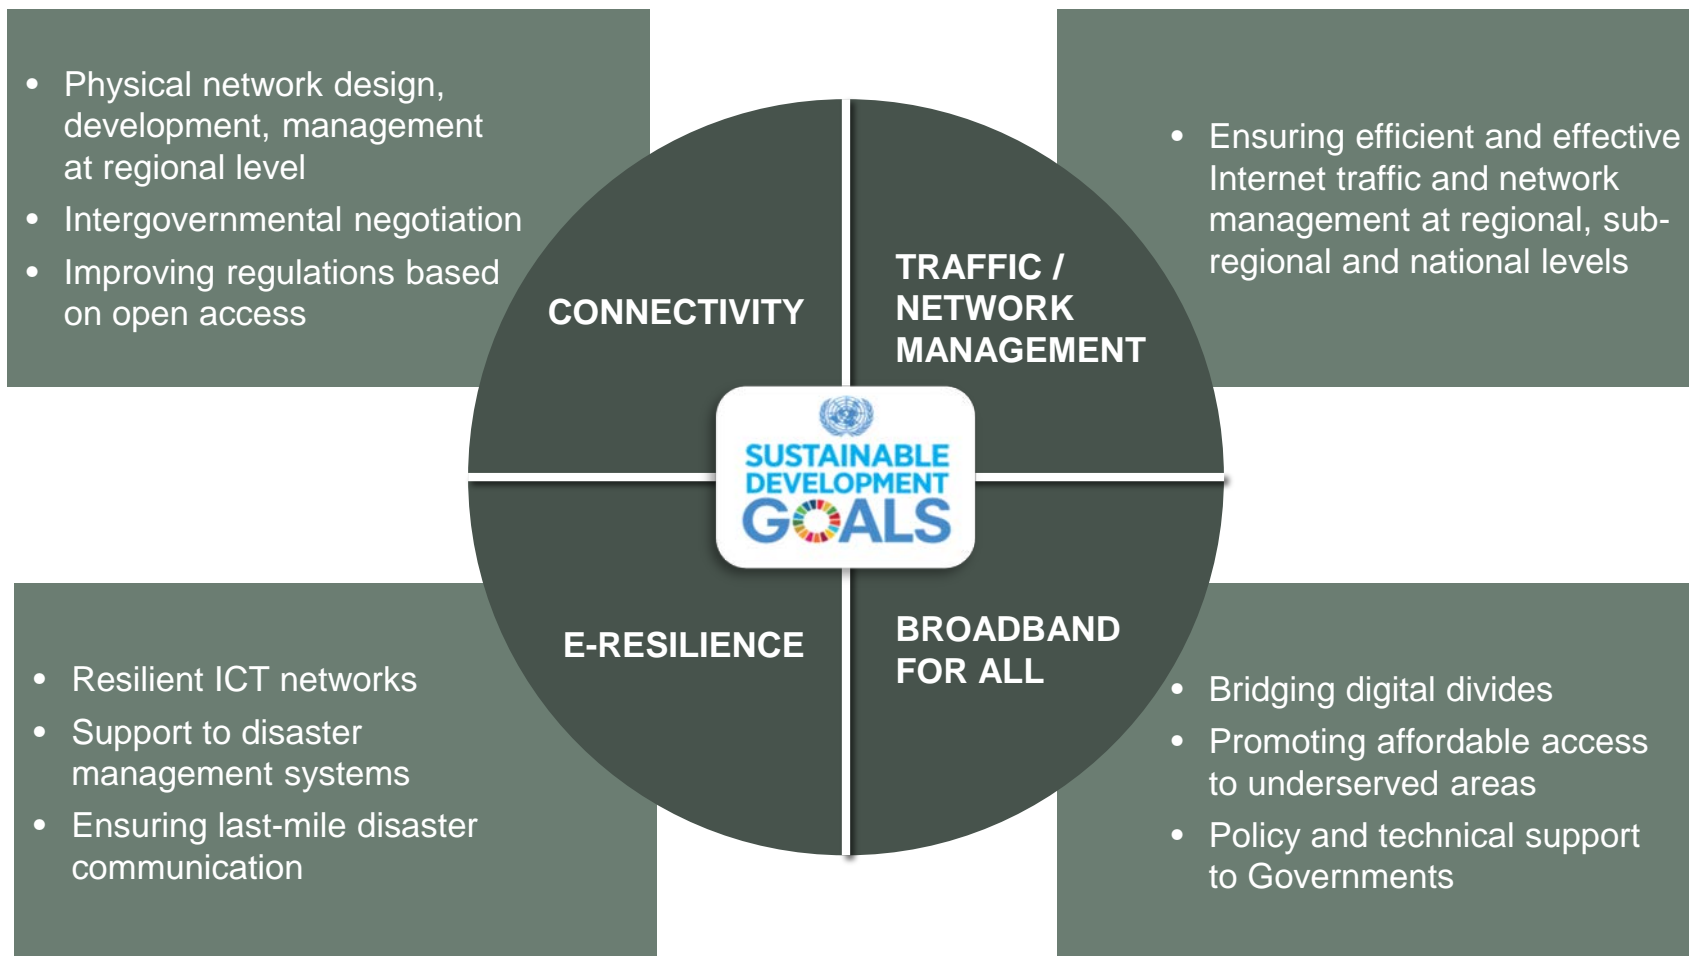 • Physical network design,
development, management
at regional level
• Intergovernmental negotiation
• Improving regulations based
on open access
CONNECTIVITY
TRAFFIC /
NETWORK
MANAGEMENT
• Ensuring efficient and effective
Internet traffic and network
management at regional, sub-
regional and national levels
SUSTAINABLE
DEVELOPMENT
GOALS
E-RESILIENCE
• Resilient ICT networks
• Support to disaster
management systems
• Ensuring last-mile disaster
communication
BROADBAND
FOR ALL
• Bridging digital divides
• Promoting affordable access
to underserved areas
• Policy and technical support
to Governments